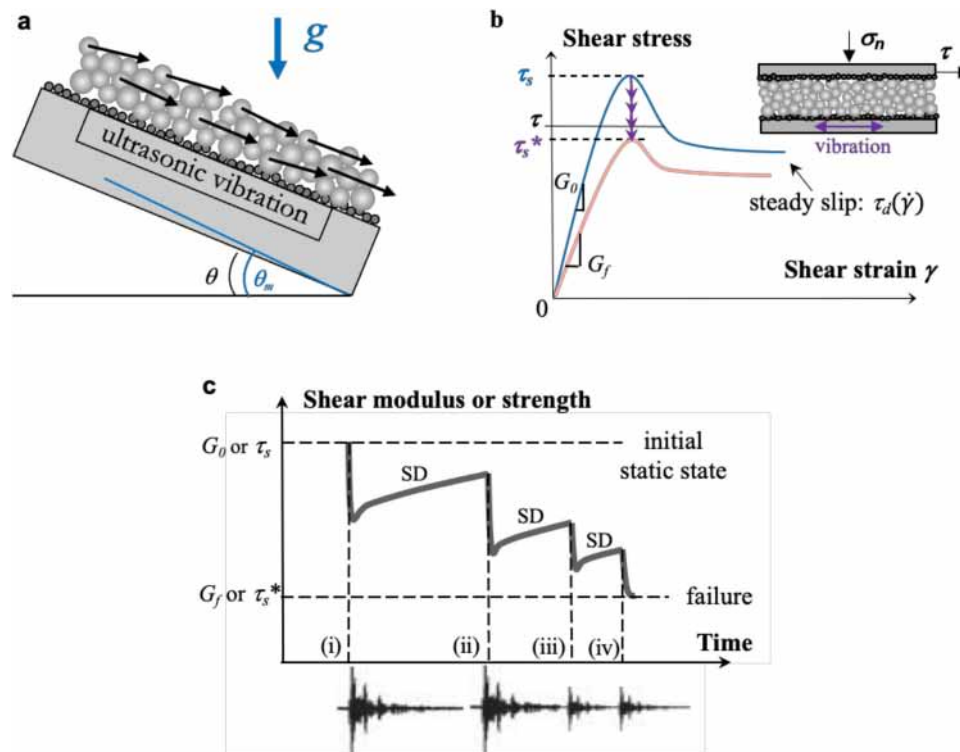 a
g
ultrasonic vibration
θ
θm
b
Shear stress
τs
τ
τs*
G0
Gf
0
σn
τ
vibration
steady slip: τd(γ̇)
Shear strain γ
c
Shear modulus or strength
G0 or τs
initial
static state
SD
SD
SD
Gf or τs*
failure
(i)
(ii)
(iii)
(iv)
Time